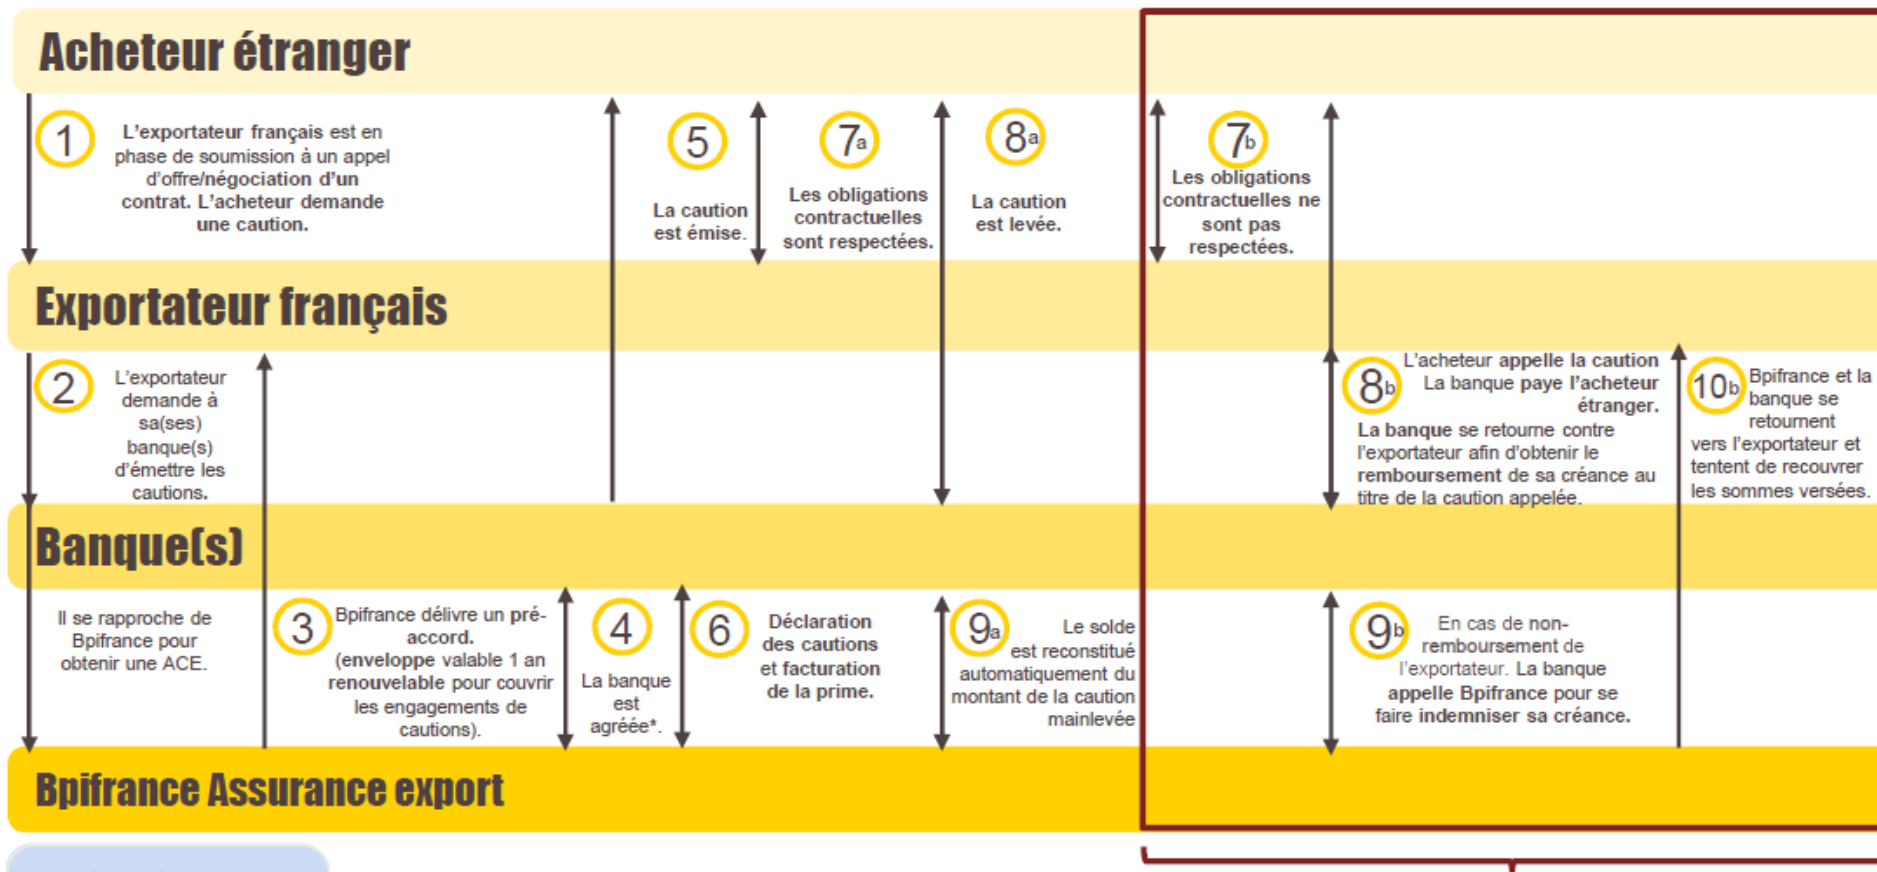 Acheteur étranger
1
L'exportateur français est en
phase de soumission à un appel
d'offre/négociation d'un
contrat. L'acheteur demande
une caution.
5
La caution
est émise.
7a
Les obligations
contractuelles
sont respectées.
8a
La caution
est levée.
7b
Les obligations
contractuelles ne
sont pas
respectées.
Exportateur français
2
L'exportateur
demande à
sa(ses)
banque(s)
d'émettre les
cautions.
8b
L'acheteur appelle la caution
La banque paye l'acheteur
étranger.
La banque se retourne contre
l'exportateur afin d'obtenir le
remboursement de sa créance au
titre de la caution appelée.
10b
Bpifrance et la
banque se
retournent
vers l'exportateur et
tentent de recouvrer
les sommes versées.
Banque(s)
Il se rapproche de
Bpifrance pour
obtenir une ACE.
3
Bpifrance délivre un pré-
accord.
(enveloppe valable 1 an
renouvelable pour couvrir
les engagements de
cautions).
4
La banque
est
agréée*.
6
Déclaration
des cautions
et facturation
de la prime.
9a
Le solde
est reconstitué
automatiquement du
montant de la caution
mainlevée
9b
En cas de non-
remboursement de
l'exportateur. La banque
appelle Bpifrance pour se
faire indemniser sa créance.
Bpifrance Assurance export